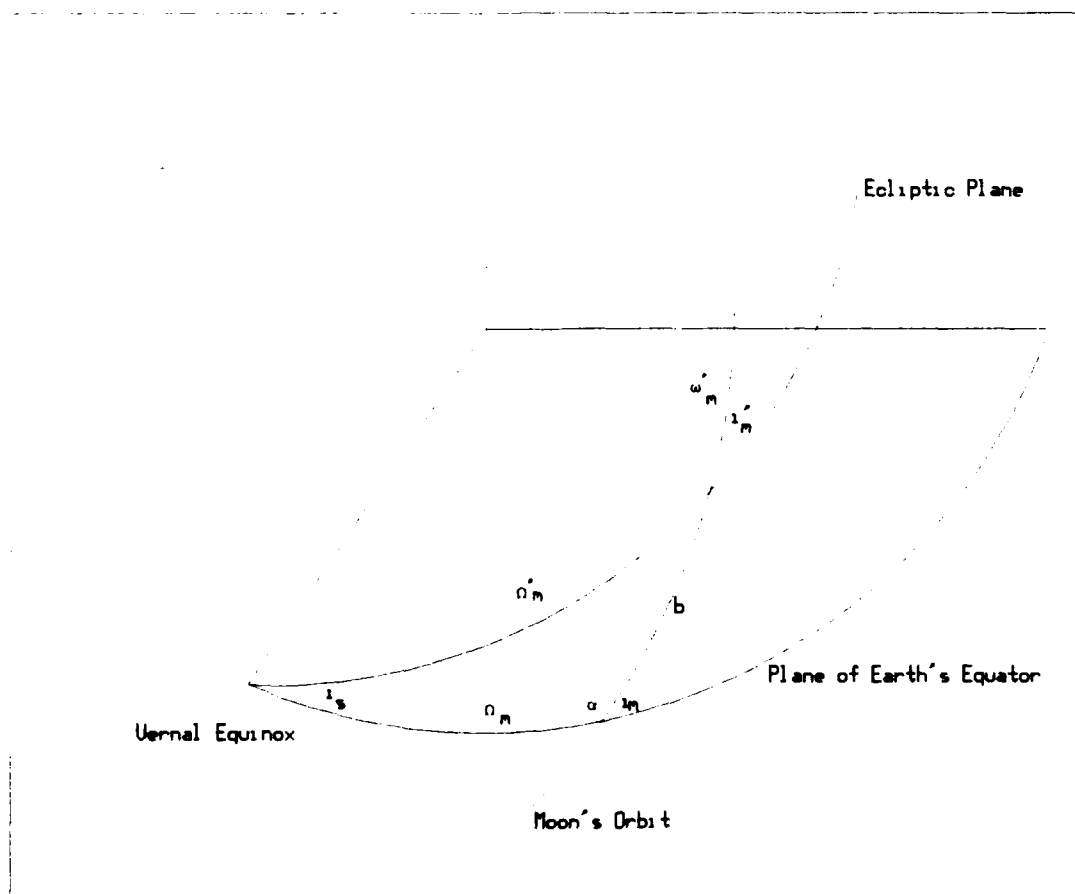 Ecliptic Plane
ω'm
i'm
Ω'm
b
Plane of Earth's Equator
is
Ωm
α
im
Vernal Equinox
Moon's Orbit